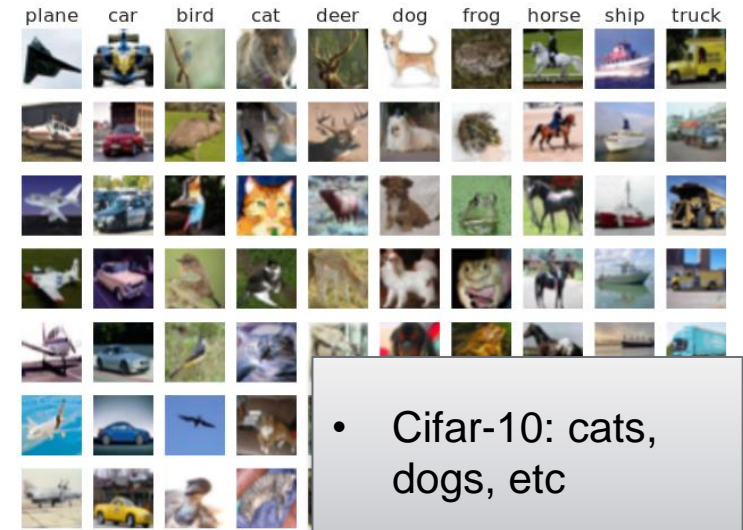 plane car bird cat deer dog frog horse ship truck
• Cifar-10: cats,
dogs, etc